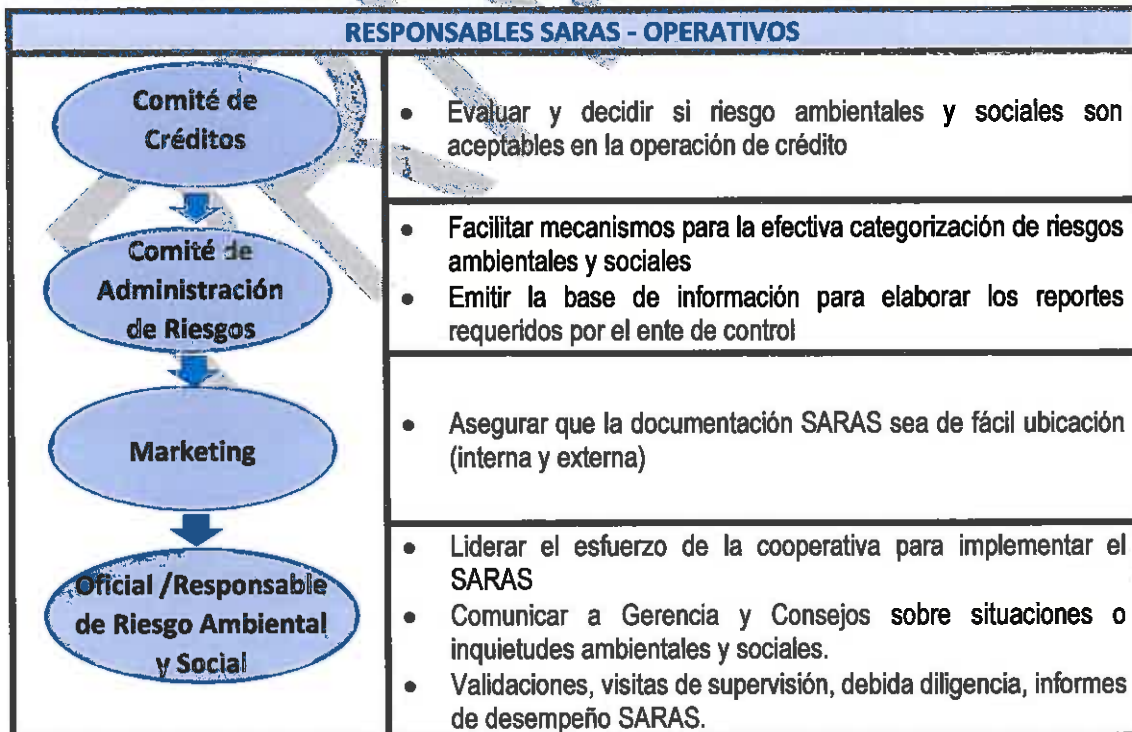 RESPONSABLES SARAS - OPERATIVOS
Comité de
Créditos
• Evaluar y decidir si riesgo ambientales y sociales son
aceptables en la operación de crédito
Comité de
Administración
de Riesgos
• Facilitar mecanismos para la efectiva categorización de riesgos
ambientales y sociales
• Emitir la base de información para elaborar los reportes
requeridos por el ente de control
Marketing
• Asegurar que la documentación SARAS sea de fácil ubicación
(interna y externa)
Oficial /Responsable
de Riesgo Ambiental
y Social
• Liderar el esfuerzo de la cooperativa para implementar el
SARAS
• Comunicar a Gerencia y Consejos sobre situaciones o
inquietudes ambientales y sociales.
• Validaciones, visitas de supervisión, debida diligencia, informes
de desempeño SARAS.